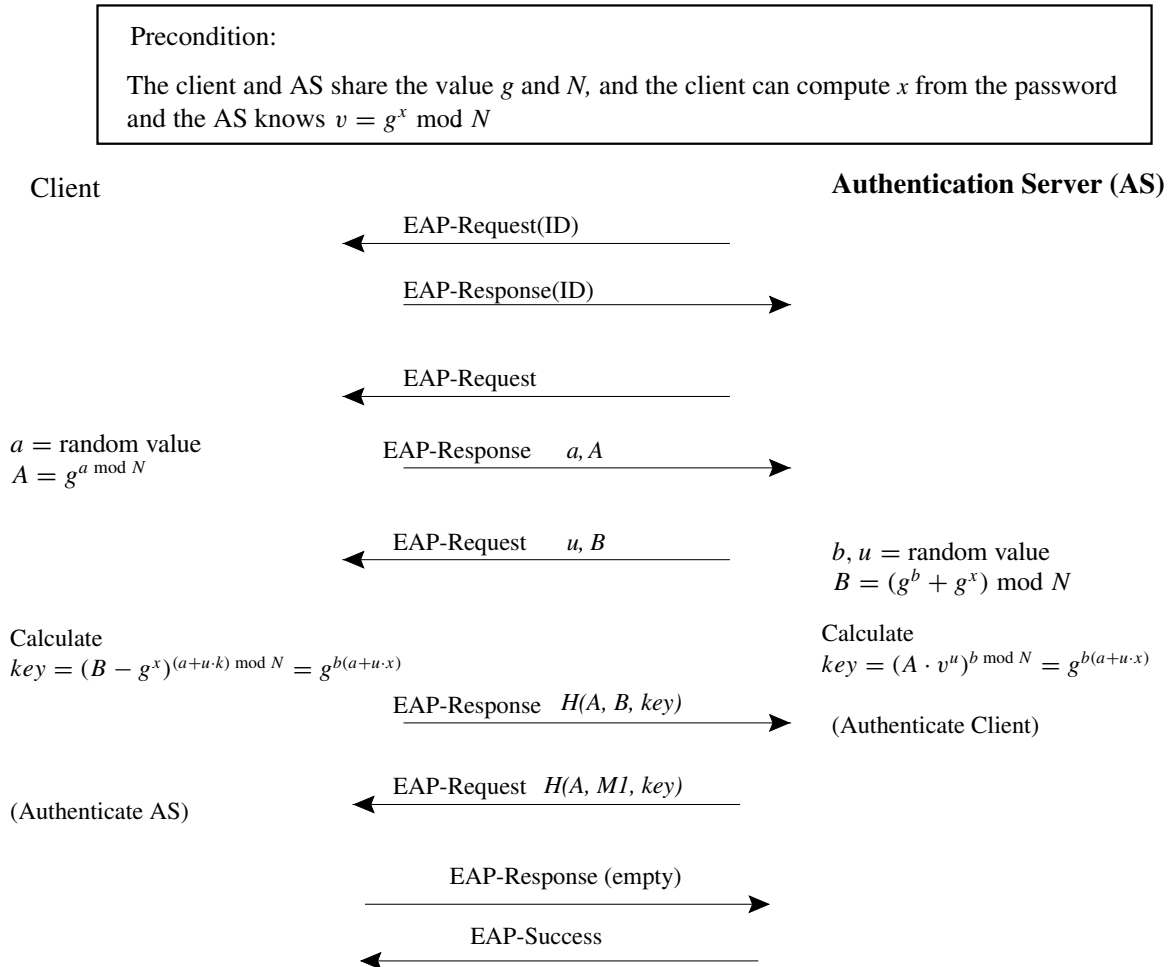 Precondition:
The client and AS share the value g and N, and the client can compute x from the password
and the AS knows v = g^x mod N
Client
Authentication Server (AS)
EAP-Request(ID)
EAP-Response(ID)
EAP-Request
a = random value
A = g^{a mod N}
EAP-Response a, A
EAP-Request u, B
b, u = random value
B = (g^b + g^x) mod N
Calculate
key = (B − g^x)^{(a+u·k) mod N} = g^{b(a+u·x)}
Calculate
key = (A · v^u)^{b mod N} = g^{b(a+u·x)}
EAP-Response H(A, B, key)
(Authenticate Client)
EAP-Request H(A, M1, key)
(Authenticate AS)
EAP-Response (empty)
EAP-Success